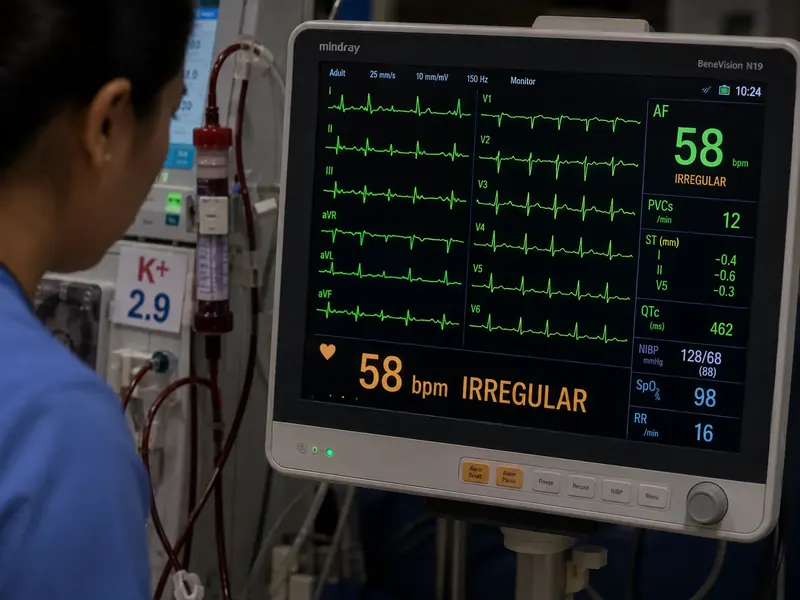 mindray
BeneVision N19
Adult 25 mm/s 10 mm/mV 150 Hz Monitor
10:24
I
II
III
aVR
aVL
aVF
V1
V2
V3
V4
V5
V6
AF
58 bpm
IRREGULAR
PVCs
/min
12
ST (mm)
I -0.4
II -0.6
V5 -0.3
QTc
(ms)
462
NIBP
mmHg
128/68
(88)
SpO2
98
RR
/min
16
58 bpm IRREGULAR
Alarm Reset
Alarm Pause
Freeze
Record
NIBP
Menu
K+
2.9